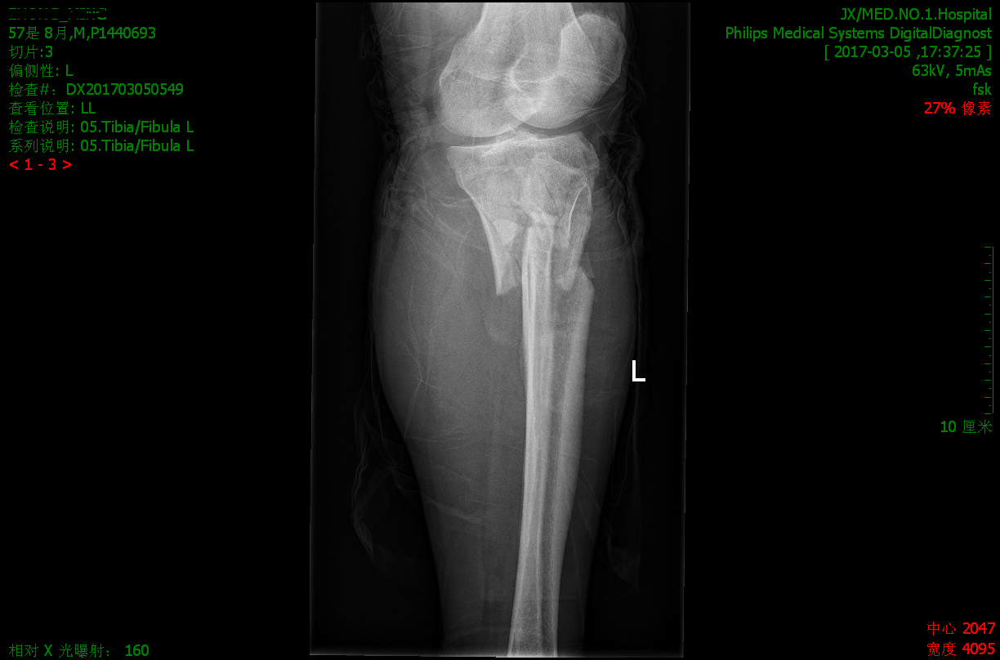 57是 8月,M,P1440693
切片:3
偏侧性: L
检查#: DX201703050549
查看位置: LL
检查说明: 05.Tibia/Fibula L
系列说明: 05.Tibia/Fibula L
< 1 - 3 >
JX/MED.NO.1.Hospital
Philips Medical Systems DigitalDiagnost
[ 2017-03-05 ,17:37:25 ]
63kV, 5mAs
fsk
27% 像素
L
10 厘米
相对 X 光曝射: 160
中心 2047
宽度 4095